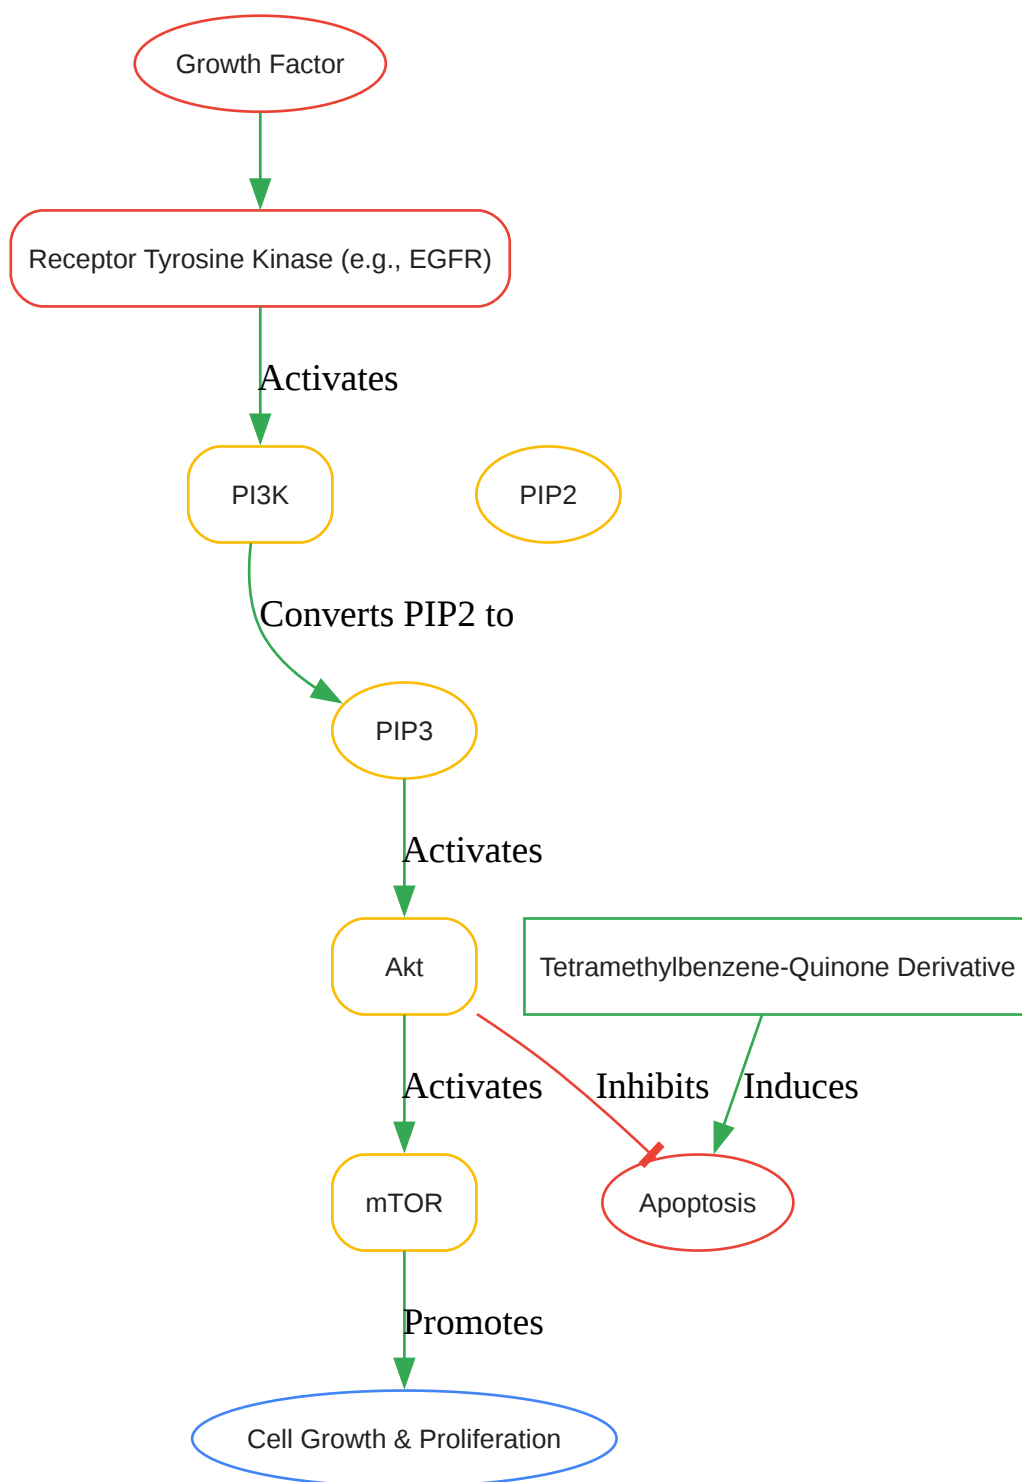 Growth Factor
Receptor Tyrosine Kinase (e.g., EGFR)
Activates
PI3K
PIP2
Converts PIP2 to
PIP3
Activates
Akt
Tetramethylbenzene-Quinone Derivative
Activates
Inhibits
Induces
mTOR
Apoptosis
Promotes
Cell Growth & Proliferation